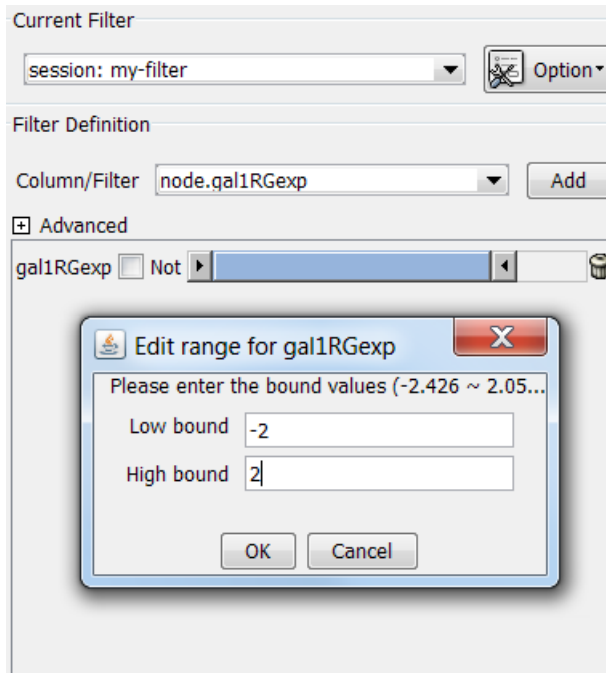 Current Filter
session: my-filter
Option
Filter Definition
Column/Filter node.gal1RGexp Add
Advanced
gal1RGexp Not
Edit range for gal1RGexp
Please enter the bound values (-2.426 ~ 2.05...
Low bound -2
High bound 2
OK Cancel